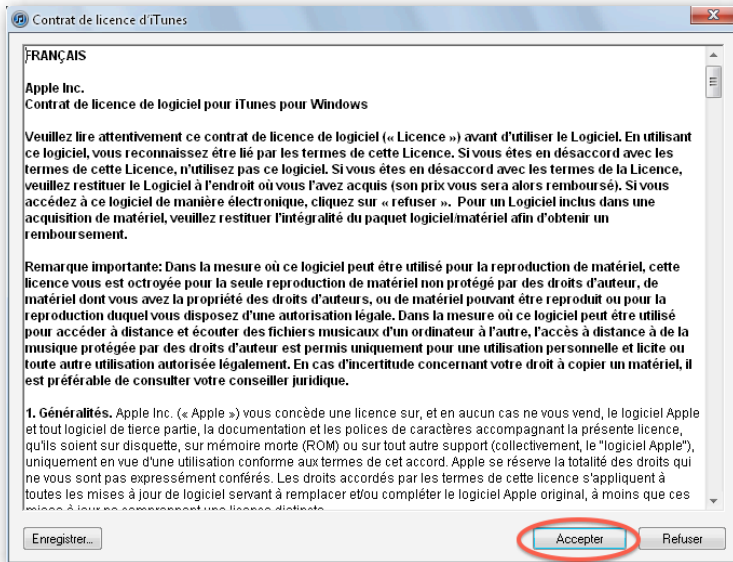 Contrat de licence d'iTunes
FRANÇAIS
Apple Inc.
Contrat de licence de logiciel pour iTunes pour Windows
Veuillez lire attentivement ce contrat de licence de logiciel (« Licence ») avant d'utiliser le Logiciel. En utilisant
ce logiciel, vous reconnaissez être lié par les termes de cette Licence. Si vous êtes en désaccord avec les
termes de cette Licence, n'utilisez pas ce logiciel. Si vous êtes en désaccord avec les termes de la Licence,
veuillez restituer le Logiciel à l'endroit où vous l'avez acquis (son prix vous sera alors remboursé). Si vous
accédez à ce logiciel de manière électronique, cliquez sur « refuser ».  Pour un Logiciel inclus dans une
acquisition de matériel, veuillez restituer l'intégralité du paquet logiciel/matériel afin d'obtenir un
remboursement.
Remarque importante: Dans la mesure où ce logiciel peut être utilisé pour la reproduction de matériel, cette
licence vous est octroyée pour la seule reproduction de matériel non protégé par des droits d'auteur, de
matériel dont vous avez la propriété des droits d'auteurs, ou de matériel pouvant être reproduit ou pour la
reproduction duquel vous disposez d'une autorisation légale. Dans la mesure où ce logiciel peut être utilisé
pour accéder à distance et écouter des fichiers musicaux d'un ordinateur à l'autre, l'accès à distance à de la
musique protégée par des droits d'auteur est permis uniquement pour une utilisation personnelle et licite ou
toute autre utilisation autorisée légalement. En cas d'incertitude concernant votre droit à copier un matériel, il
est préférable de consulter votre conseiller juridique.
1. Généralités. Apple Inc. (« Apple ») vous concède une licence sur, et en aucun cas ne vous vend, le logiciel Apple
et tout logiciel de tierce partie, la documentation et les polices de caractères accompagnant la présente licence,
qu'ils soient sur disquette, sur mémoire morte (ROM) ou sur tout autre support (collectivement, le "logiciel Apple"),
uniquement en vue d'une utilisation conforme aux termes de cet accord. Apple se réserve la totalité des droits qui
ne vous sont pas expressément conférés. Les droits accordés par les termes de cette licence s'appliquent à
toutes les mises à jour de logiciel servant à remplacer et/ou compléter le logiciel Apple original, à moins que ces
mises à jour ne comprennent une licence distincte.
Enregistrer...
Accepter
Refuser